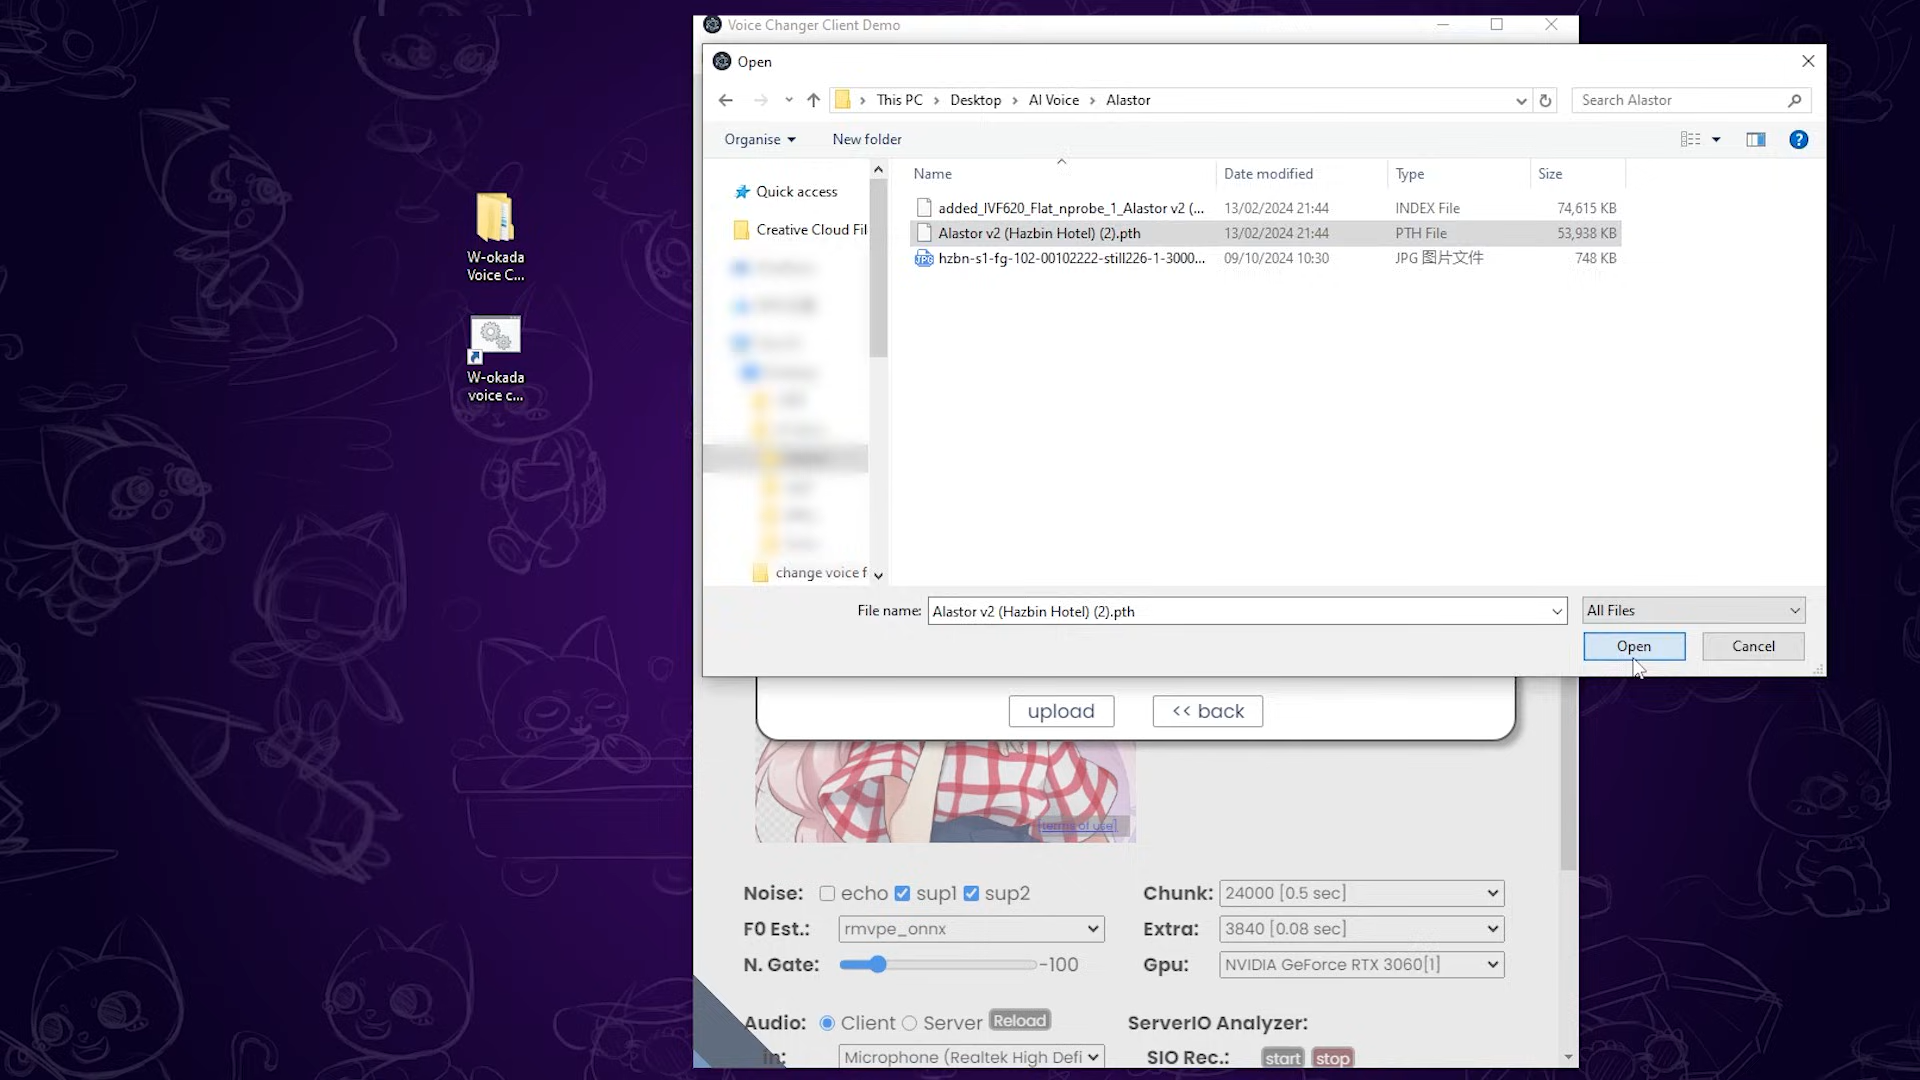 Voice Changer Client Demo
Open
This PC > Desktop > AI Voice > Alastor
Search Alastor
Organise
New folder
Name
Date modified
Type
Size
Quick access
Creative Cloud Fil
change voice f
added_IVF620_Flat_nprobe_1_Alastor v2 (...
13/02/2024 21:44
INDEX File
74,615 KB
Alastor v2 (Hazbin Hotel) (2).pth
13/02/2024 21:44
PTH File
53,938 KB
hzbn-s1-fg-102-00102222-still226-1-3000...
09/10/2024 10:30
JPG 图片文件
748 KB
W-okada
Voice C...
W-okada
voice c...
File name:
Alastor v2 (Hazbin Hotel) (2).pth
All Files
Open
Cancel
upload
<< back
[terms of use]
Noise:
echo
sup1
sup2
Chunk:
24000 [0.5 sec]
F0 Est.:
rmvpe_onnx
Extra:
3840 [0.08 sec]
N. Gate:
-100
Gpu:
NVIDIA GeForce RTX 3060[1]
Audio:
Client
Server
Reload
ServerIO Analyzer:
in:
Microphone (Realtek High Defi
SIO Rec.:
start
stop